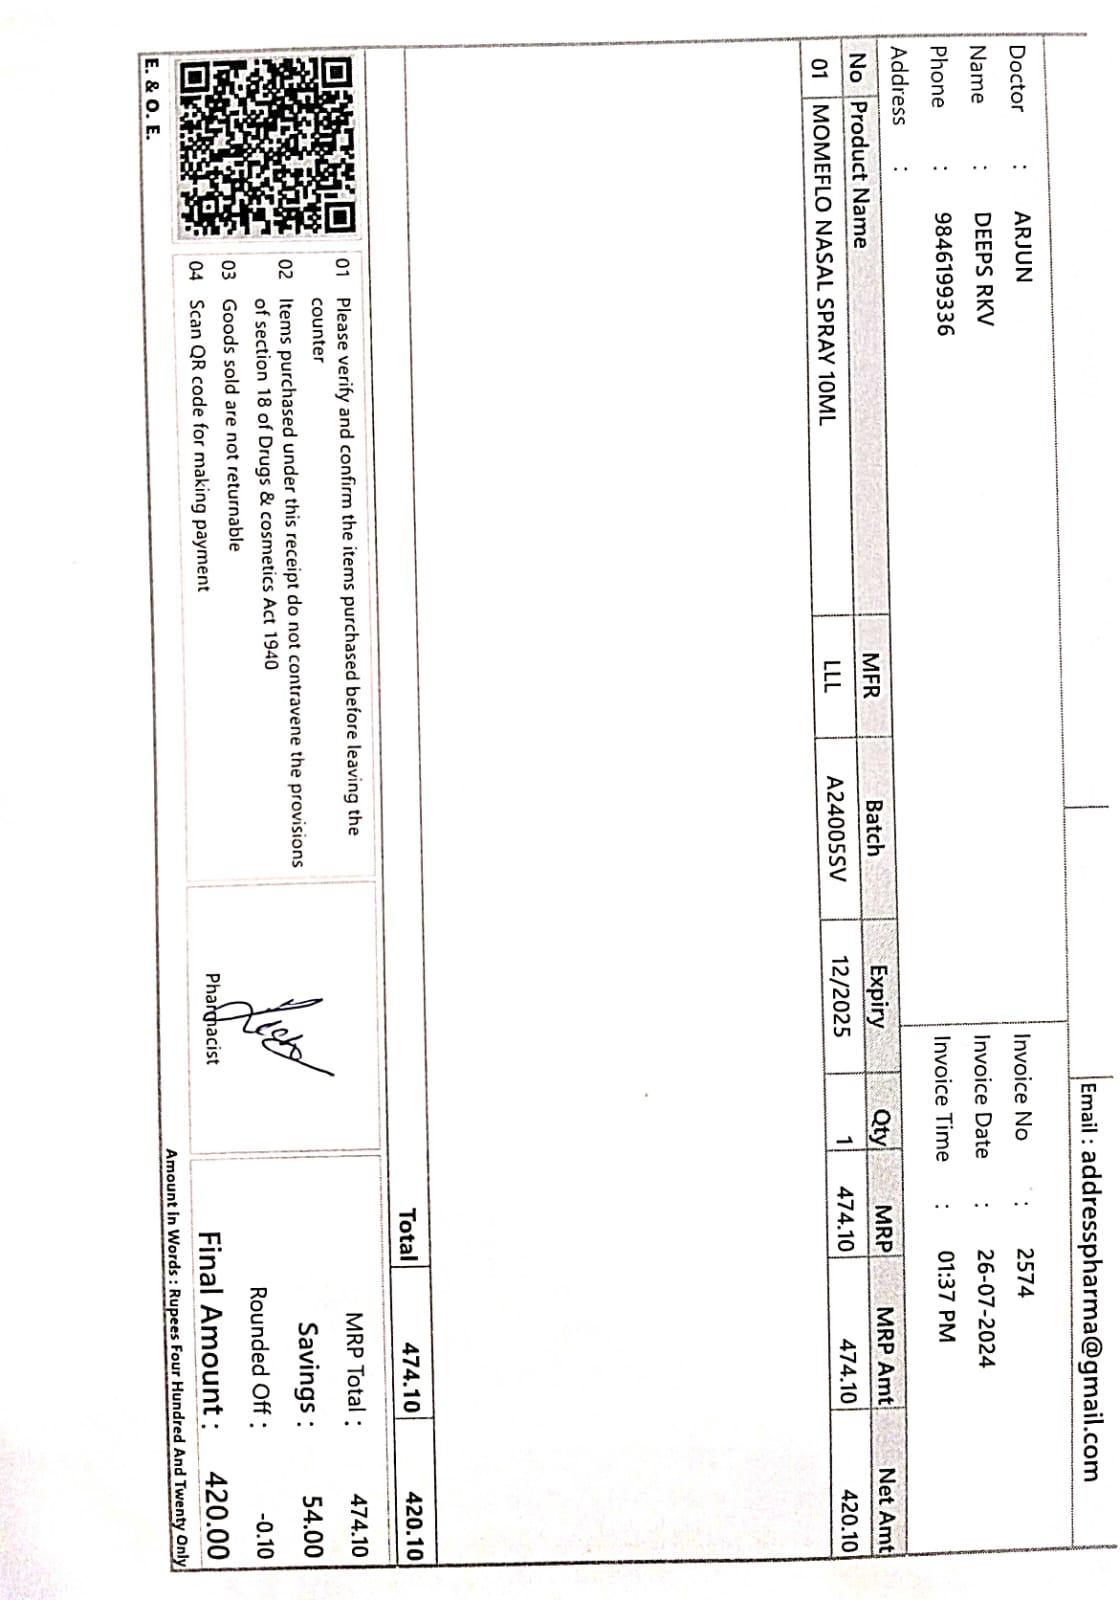 Email : addresspharma@gmail.com
Doctor : ARJUN
Name : DEEPS RKV
Phone : 9846199336
Address :
Invoice No : 2574
Invoice Date : 26-07-2024
Invoice Time : 01:37 PM
No Product Name MFR Batch Expiry Qty MRP MRP Amt Net Amt
01 MOMEFLO NASAL SPRAY 10ML LLL A24005SV 12/2025 1 474.10 474.10 420.10
Total 474.10 420.10
01 Please verify and confirm the items purchased before leaving the
counter
02 Items purchased under this receipt do not contravene the provisions
of section 18 of Drugs & cosmetics Act 1940
03 Goods sold are not returnable
04 Scan QR code for making payment
E. & O. E.
Pharmacist
MRP Total : 474.10
Savings : 54.00
Rounded Off : -0.10
Final Amount : 420.00
Amount in Words : Rupees Four Hundred And Twenty Only